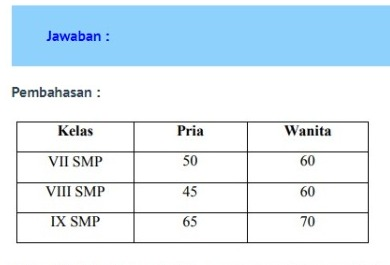 Jawaban :
Pembahasan :
Kelas Pria Wanita
VII SMP 50 60
VIII SMP 45 60
IX SMP 65 70